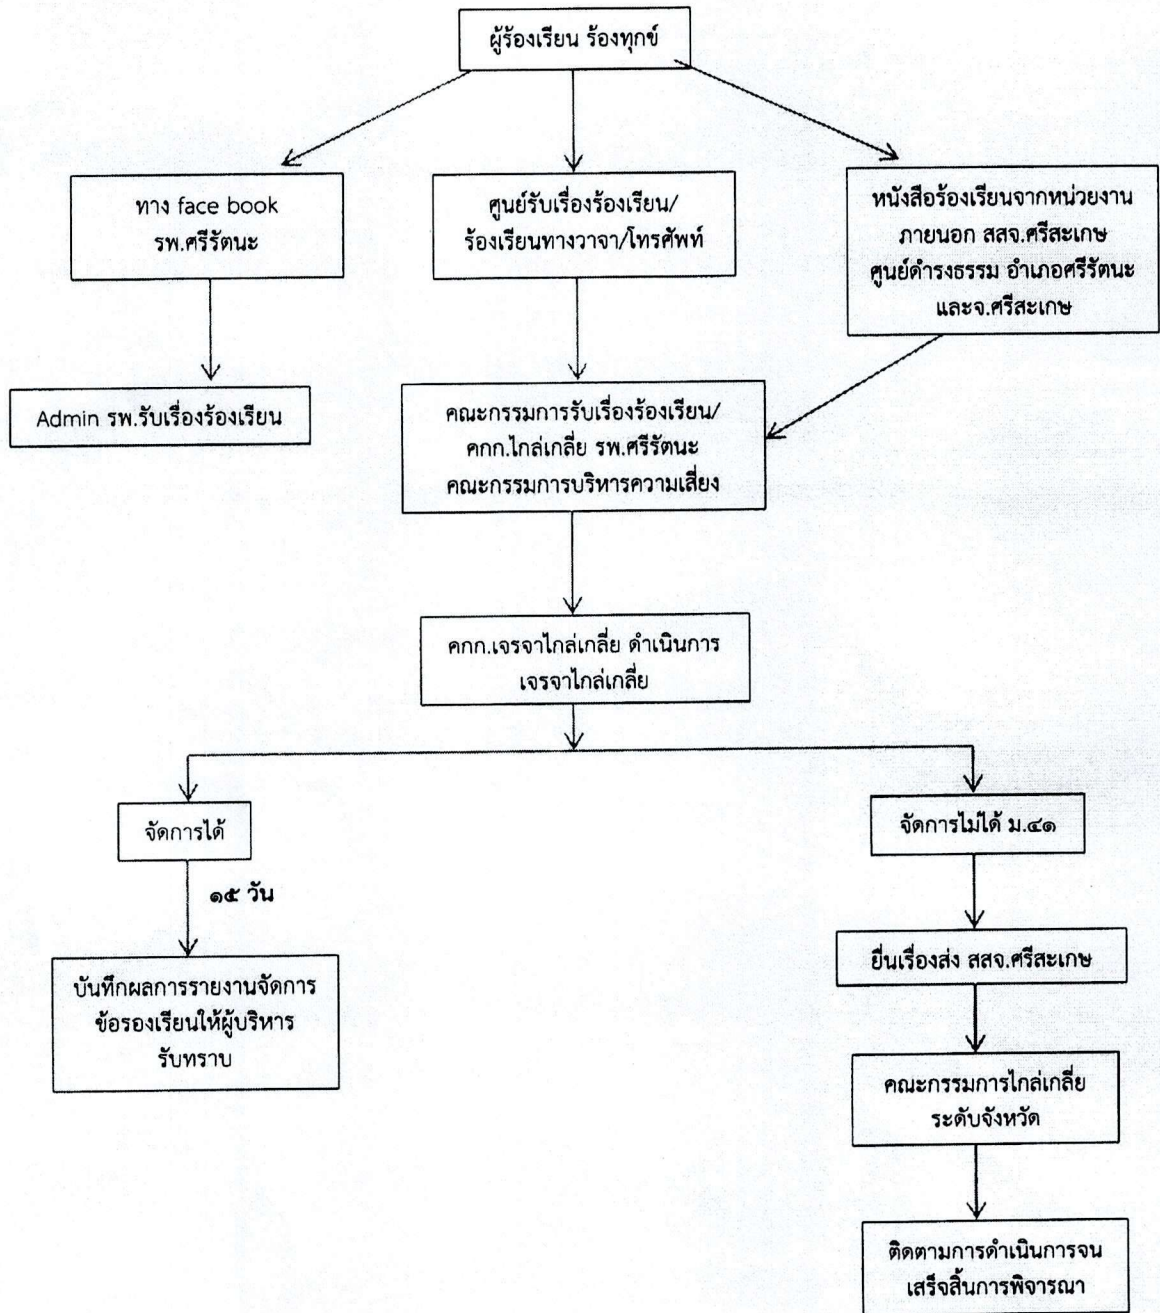 ผู้ร้องเรียน ร้องทุกข์
ทาง face book
รพ.ศรีรัตนะ
ศูนย์รับเรื่องร้องเรียน/
ร้องเรียนทางวาจา/โทรศัพท์
หนังสือร้องเรียนจากหน่วยงาน
ภายนอก สสจ.ศรีสะเกษ
ศูนย์ดำรงธรรม อำเภอศรีรัตนะ
และจ.ศรีสะเกษ
Admin รพ.รับเรื่องร้องเรียน
คณะกรรมการรับเรื่องร้องเรียน/
คกก.ไกล่เกลี่ย รพ.ศรีรัตนะ
คณะกรรมการบริหารความเสี่ยง
คกก.เจรจาไกล่เกลี่ย ดำเนินการ
เจรจาไกล่เกลี่ย
จัดการได้
จัดการไม่ได้ ม.๔๑
๑๕ วัน
บันทึกผลการรายงานจัดการ
ข้อรองเรียนให้ผู้บริหาร
รับทราบ
ยื่นเรื่องส่ง สสจ.ศรีสะเกษ
คณะกรรมการไกล่เกลี่ย
ระดับจังหวัด
ติดตามการดำเนินการจน
เสร็จสิ้นการพิจารณา